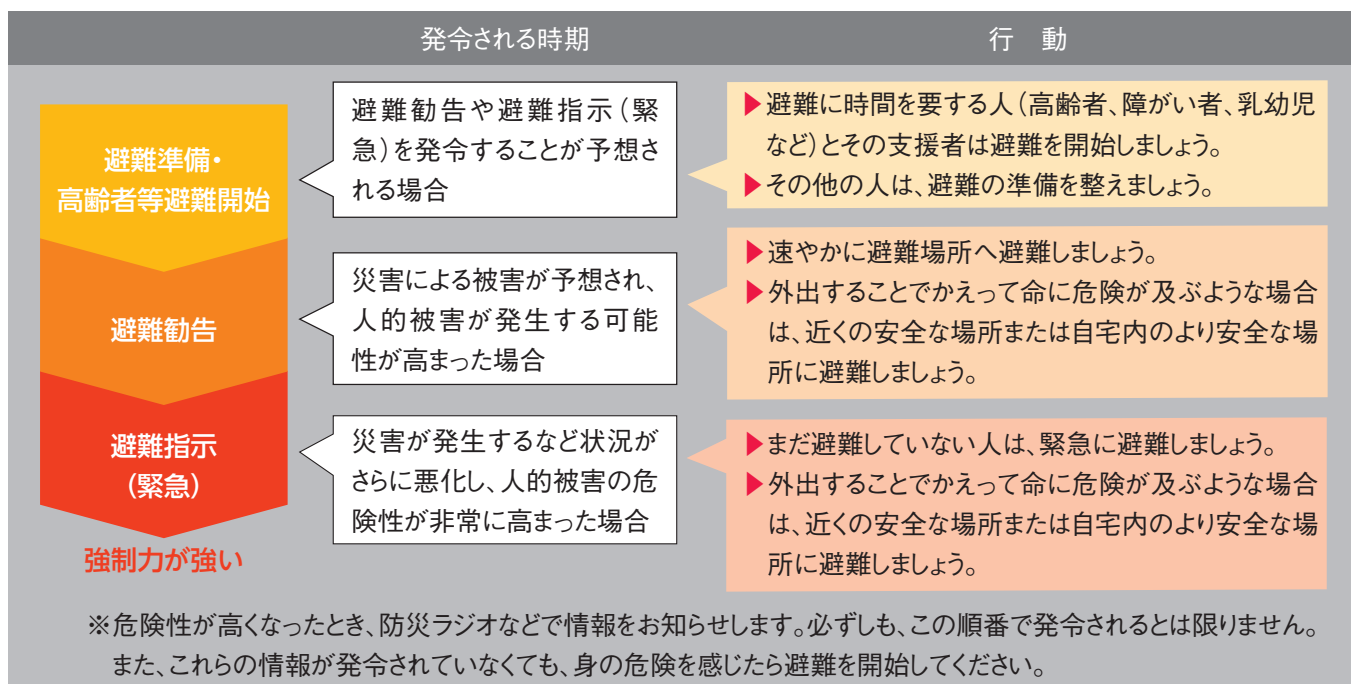 発令される時期
行 動
避難準備・
高齢者等避難開始
避難勧告や避難指示(緊
急)を発令することが予想さ
れる場合
▶避難に時間を要する人(高齢者、障がい者、乳幼児
など)とその支援者は避難を開始しましょう。
▶その他の人は、避難の準備を整えましょう。
避難勧告
災害による被害が予想され、
人的被害が発生する可能
性が高まった場合
▶速やかに避難場所へ避難しましょう。
▶外出することでかえって命に危険が及ぶような場合
は、近くの安全な場所または自宅内のより安全な場
所に避難しましょう。
避難指示
(緊急)
災害が発生するなど状況が
さらに悪化し、人的被害の危
険性が非常に高まった場合
▶まだ避難していない人は、緊急に避難しましょう。
▶外出することでかえって命に危険が及ぶような場合
は、近くの安全な場所または自宅内のより安全な場
所に避難しましょう。
強制力が強い
※危険性が高くなったとき、防災ラジオなどで情報をお知らせします。必ずしも、この順番で発令されるとは限りません。
また、これらの情報が発令されていなくても、身の危険を感じたら避難を開始してください。